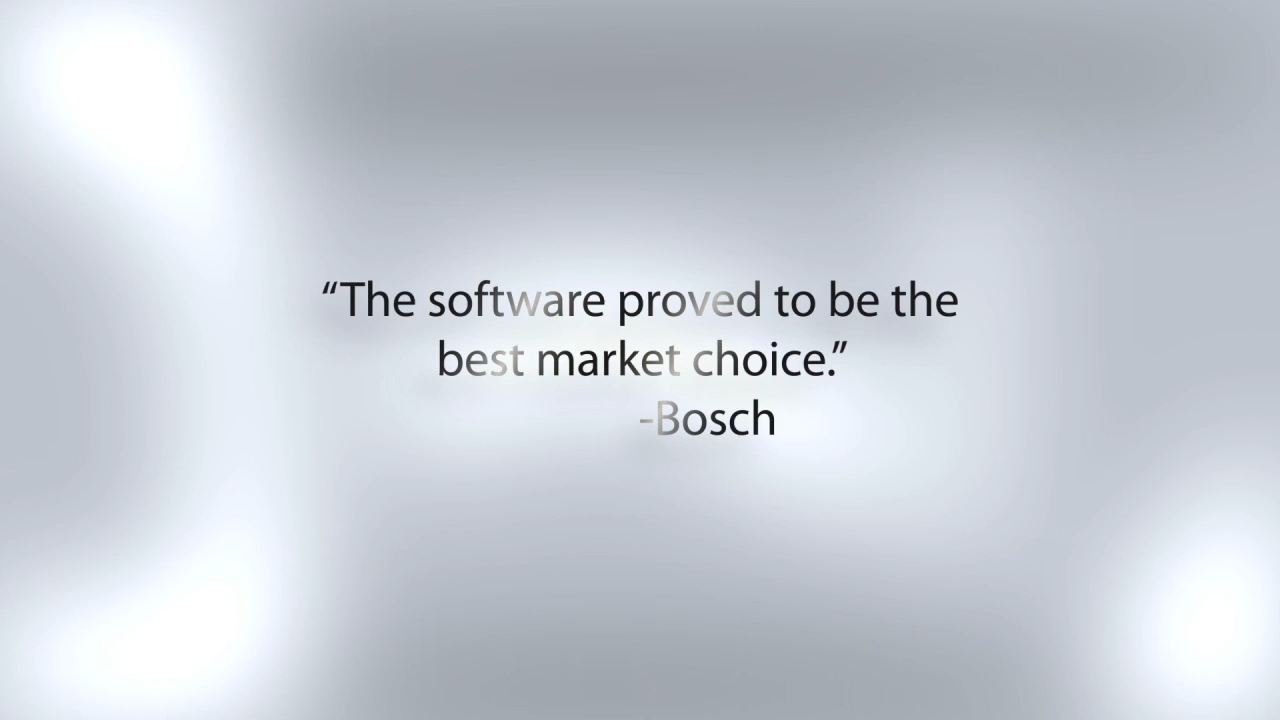 “The software proved to be the
best market choice.”
-Bosch